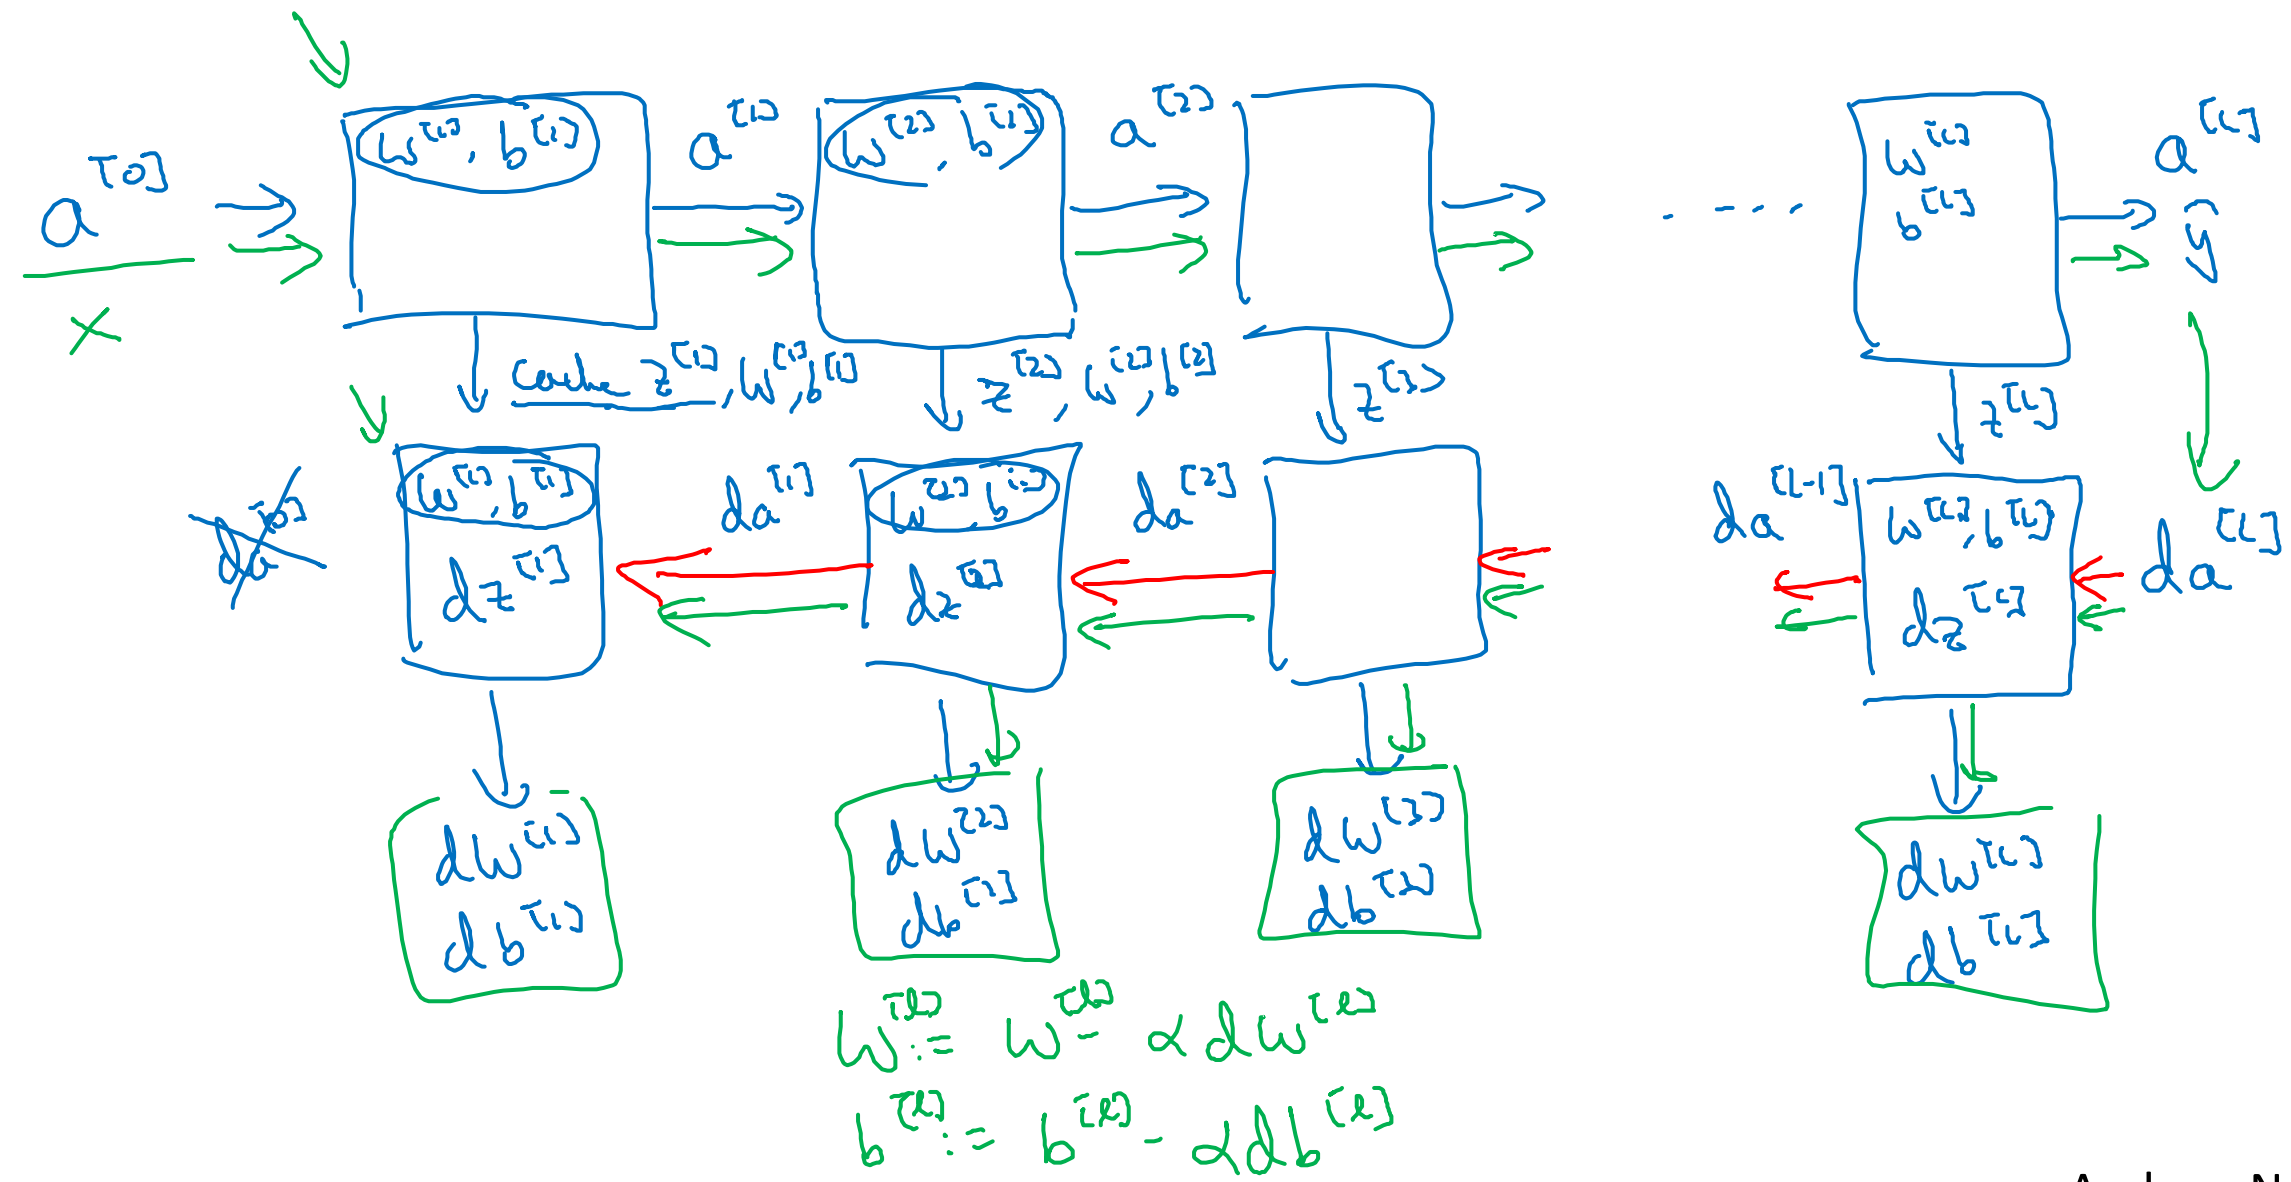 a^[0] a^[1] a^[2] a^[L]
x w^[1], b^[1] w^[2], b^[2] .... w^[L] b^[L] ŷ
cache z^[1], w^[1], b^[1] z^[2], w^[2], b^[2] z^[3] z^[L]
da^[0] w^[1], b^[1] da^[1] w^[2], b^[2] da^[2] da^[L-1] w^[L], b^[L] da^[L]
dz^[1] dz^[2] dz^[L]
dw^[1] dw^[2] dw^[3] dw^[L]
db^[1] db^[2] db^[3] db^[L]
w^[l] := w^[l] - α dw^[l]
b^[l] := b^[l] - α db^[l]